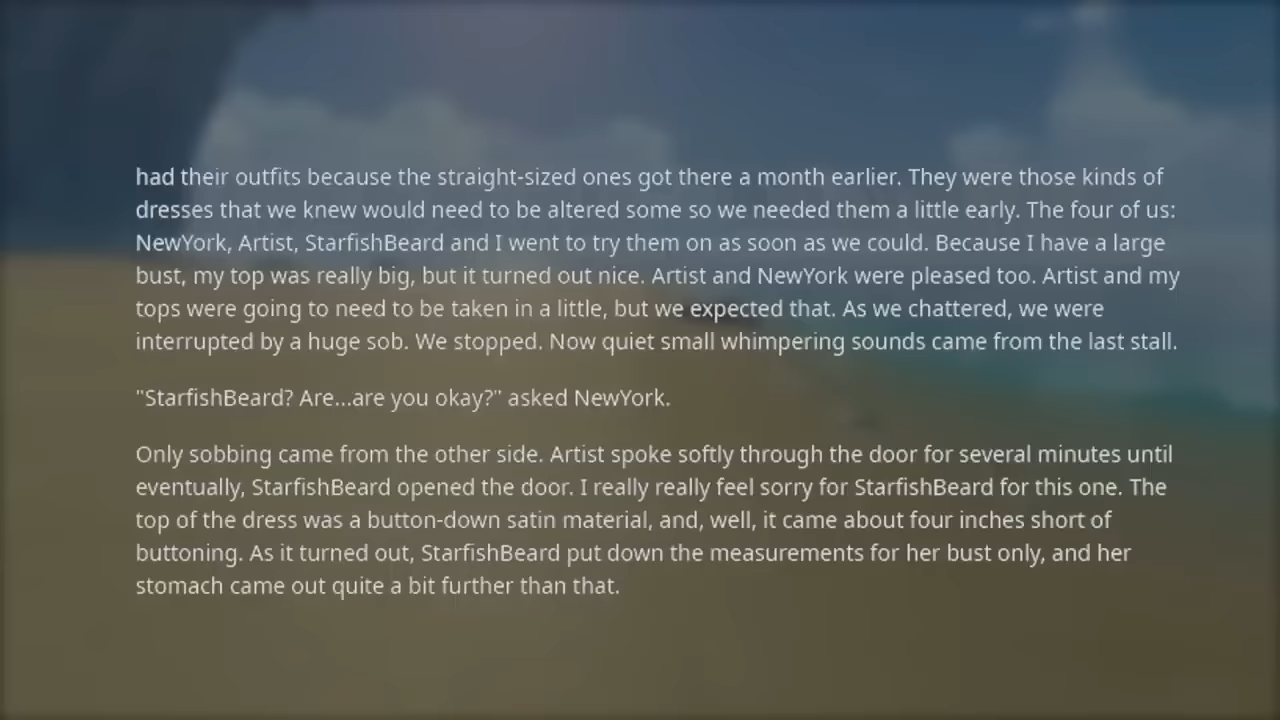 had their outfits because the straight-sized ones got there a month earlier. They were those kinds of
dresses that we knew would need to be altered some so we needed them a little early. The four of us:
NewYork, Artist, StarfishBeard and I went to try them on as soon as we could. Because I have a large
bust, my top was really big, but it turned out nice. Artist and NewYork were pleased too. Artist and my
tops were going to need to be taken in a little, but we expected that. As we chattered, we were
interrupted by a huge sob. We stopped. Now quiet small whimpering sounds came from the last stall.
"StarfishBeard? Are...are you okay?" asked NewYork.
Only sobbing came from the other side. Artist spoke softly through the door for several minutes until
eventually, StarfishBeard opened the door. I really really feel sorry for StarfishBeard for this one. The
top of the dress was a button-down satin material, and, well, it came about four inches short of
buttoning. As it turned out, StarfishBeard put down the measurements for her bust only, and her
stomach came out quite a bit further than that.